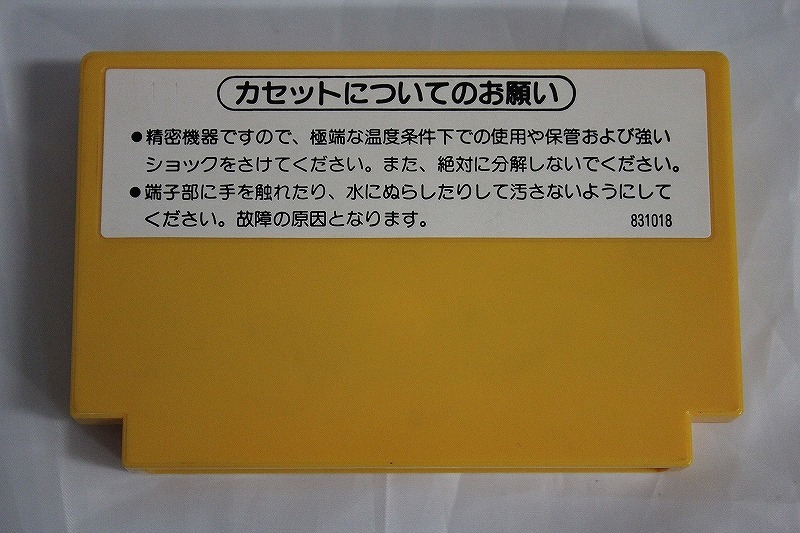 カセットについてのお願い
●精密機器ですので、極端な温度条件下での使用や保管および強い
ショックをさけてください。また、絶対に分解しないでください。
●端子部に手を触れたり、水にぬらしたりして汚さないようにして
ください。故障の原因となります。 831018